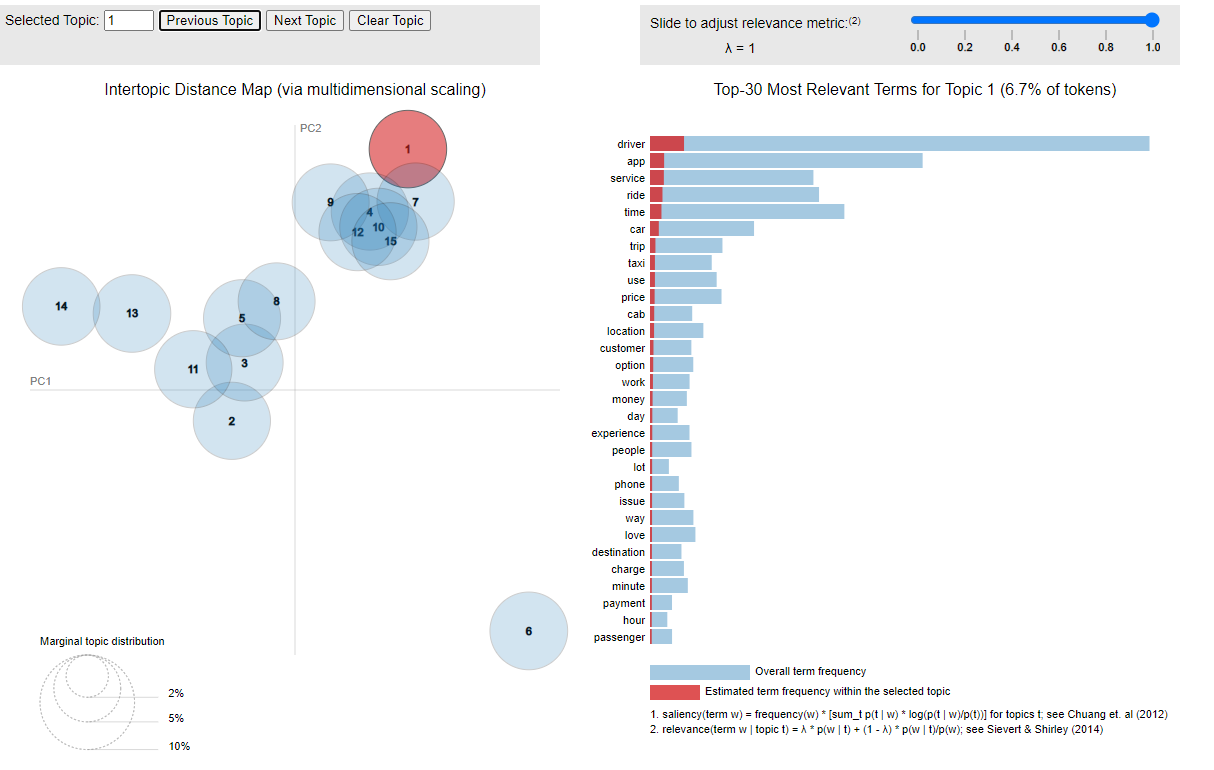 Selected Topic: 1 Previous Topic Next Topic Clear Topic
Slide to adjust relevance metric:(2)
λ = 1
0.0 0.2 0.4 0.6 0.8 1.0
Intertopic Distance Map (via multidimensional scaling)
PC2
1
9
7
4
10
12
15
8
14
13
5
3
11
PC1
2
6
Marginal topic distribution
2%
5%
10%
Top-30 Most Relevant Terms for Topic 1 (6.7% of tokens)
driver
app
service
ride
time
car
trip
taxi
use
price
cab
location
customer
option
work
money
day
experience
people
lot
phone
issue
way
love
destination
charge
minute
payment
hour
passenger
Overall term frequency
Estimated term frequency within the selected topic
1. saliency(term w) = frequency(w) * [sum_t p(t | w) * log(p(t | w)/p(t))] for topics t; see Chuang et. al (2012)
2. relevance(term w | topic t) = λ * p(w | t) + (1 - λ) * p(w | t)/p(w); see Sievert & Shirley (2014)